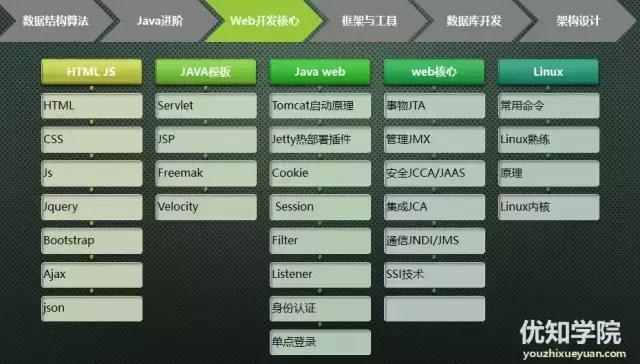 数据结构算法
Java进阶
Web开发核心
框架与工具
数据库开发
架构设计
HTML JS
HTML
CSS
Js
Jquery
Bootstrap
Ajax
json
JAVA模板
Servlet
JSP
Freemak
Velocity
Java web
Tomcat启动原理
Jetty热部署插件
Cookie
Session
Filter
Listener
身份认证
单点登录
web核心
事物JTA
管理JMX
安全JCCA/JAAS
集成JCA
通信JNDI/JMS
SSI技术
Linux
常用命令
Linux熟练
原理
Linux内核
优知学院
youzhixueyuan.com